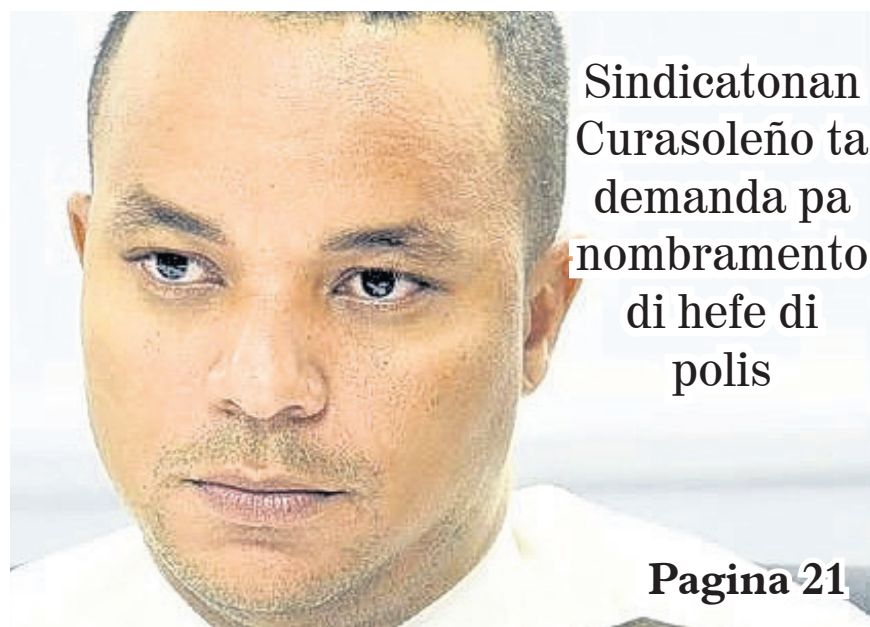 Sindicatonan
Curasoleño ta
demanda pa
nombramento
di hefe di
polis
Pagina 21